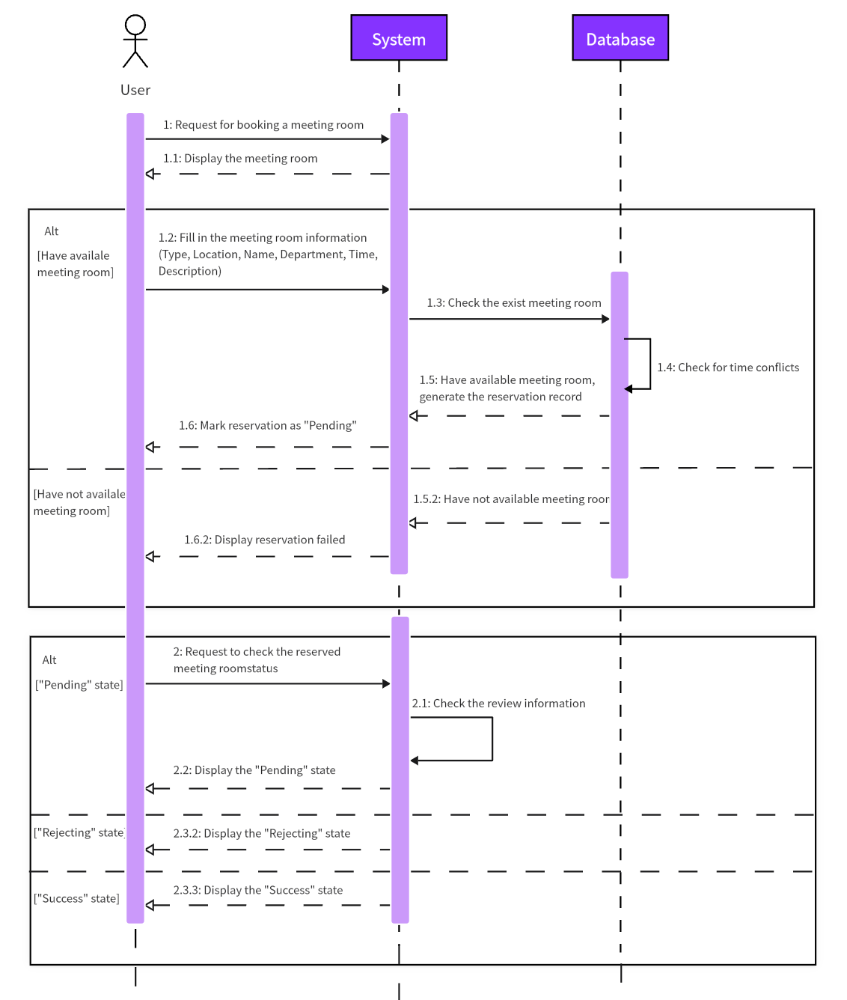 System
Database
User
1: Request for booking a meeting room
1.1: Display the meeting room
Alt
[Have availale
meeting room]
1.2: Fill in the meeting room information
(Type, Location, Name, Department, Time,
Description)
1.3: Check the exist meeting room
1.4: Check for time conflicts
1.5: Have available meeting room,
generate the reservation record
1.6: Mark reservation as "Pending"
[Have not availale
meeting room]
1.5.2: Have not available meeting
1.6.2: Display reservation failed
Alt
["Pending" state]
2: Request to check the reserved
meeting roomstatus
2.1: Check the review information
2.2: Display the "Pending" state
["Rejecting" state]
2.3.2: Display the "Rejecting" state
["Success" state]
2.3.3: Display the "Success" state